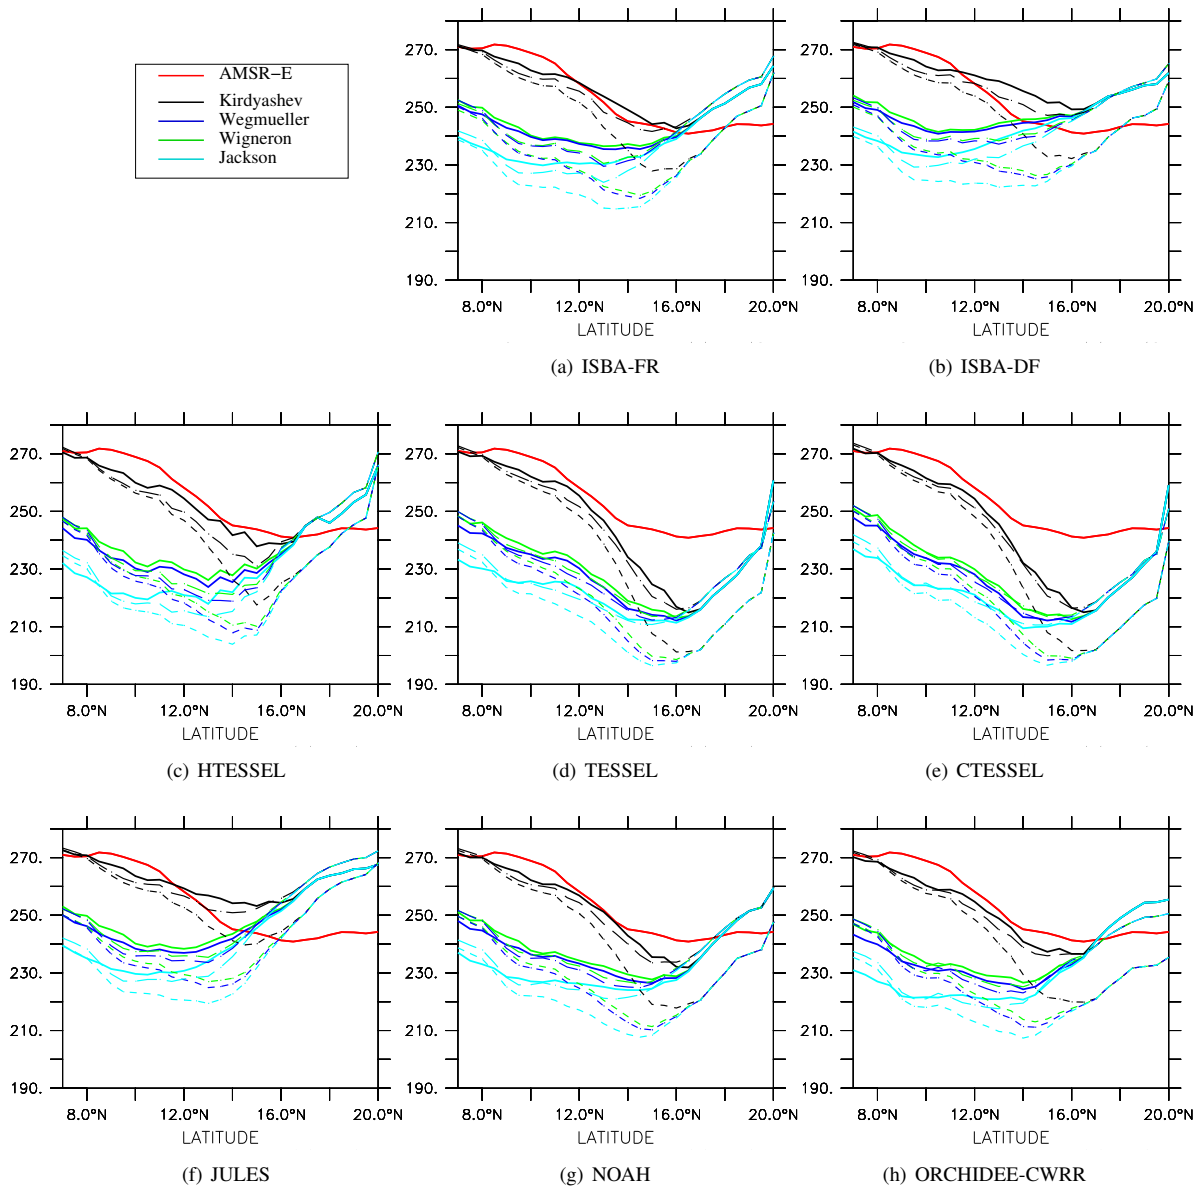 AMSR−E
Kirdyashev
Wegmueller
Wigneron
Jackson
270.
250.
230.
210.
190.
8.0°N 12.0°N 16.0°N 20.0°N
LATITUDE
(a) ISBA-FR
270.
250.
230.
210.
190.
8.0°N 12.0°N 16.0°N 20.0°N
LATITUDE
(b) ISBA-DF
270.
250.
230.
210.
190.
8.0°N 12.0°N 16.0°N 20.0°N
LATITUDE
(c) HTESSEL
270.
250.
230.
210.
190.
8.0°N 12.0°N 16.0°N 20.0°N
LATITUDE
(d) TESSEL
270.
250.
230.
210.
190.
8.0°N 12.0°N 16.0°N 20.0°N
LATITUDE
(e) CTESSEL
270.
250.
230.
210.
190.
8.0°N 12.0°N 16.0°N 20.0°N
LATITUDE
(f) JULES
270.
250.
230.
210.
190.
8.0°N 12.0°N 16.0°N 20.0°N
LATITUDE
(g) NOAH
270.
250.
230.
210.
190.
8.0°N 12.0°N 16.0°N 20.0°N
LATITUDE
(h) ORCHIDEE-CWRR